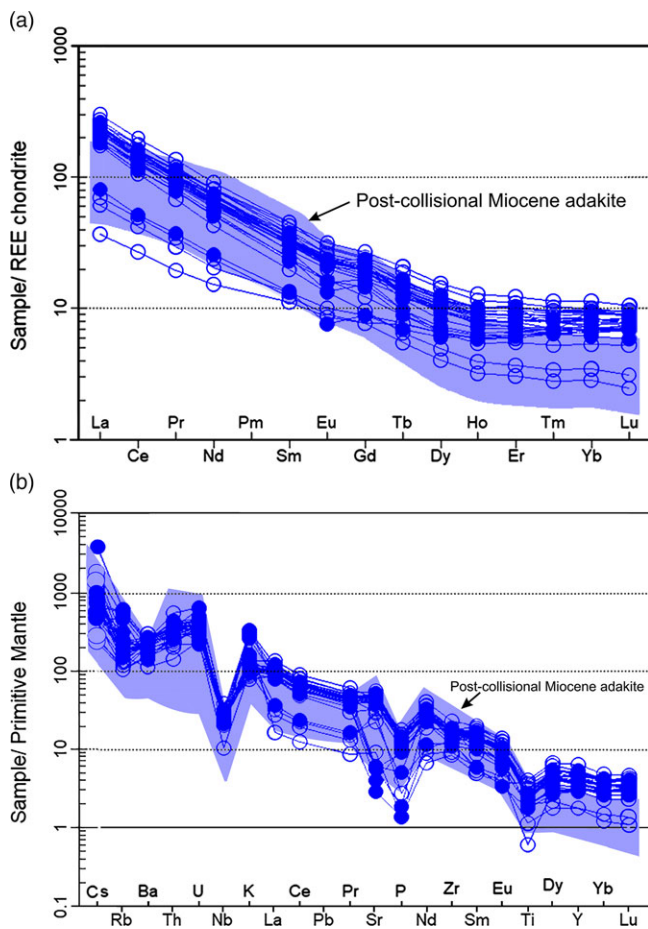 (a)
1000
100
10
1
Sample/ REE chondrite
Post-collisional Miocene adakite
La Pr Pm Eu Tb Ho Tm Lu
Ce Nd Sm Gd Dy Er Yb
(b)
10000
1000
100
10
1
0.1
Sample/ Primitive Mantle
Post-collisional Miocene adakite
Cs Ba U K Ce Pr P Zr Eu Dy Yb
Rb Th Nb La Pb Sr Nd Sm Ti Y Lu